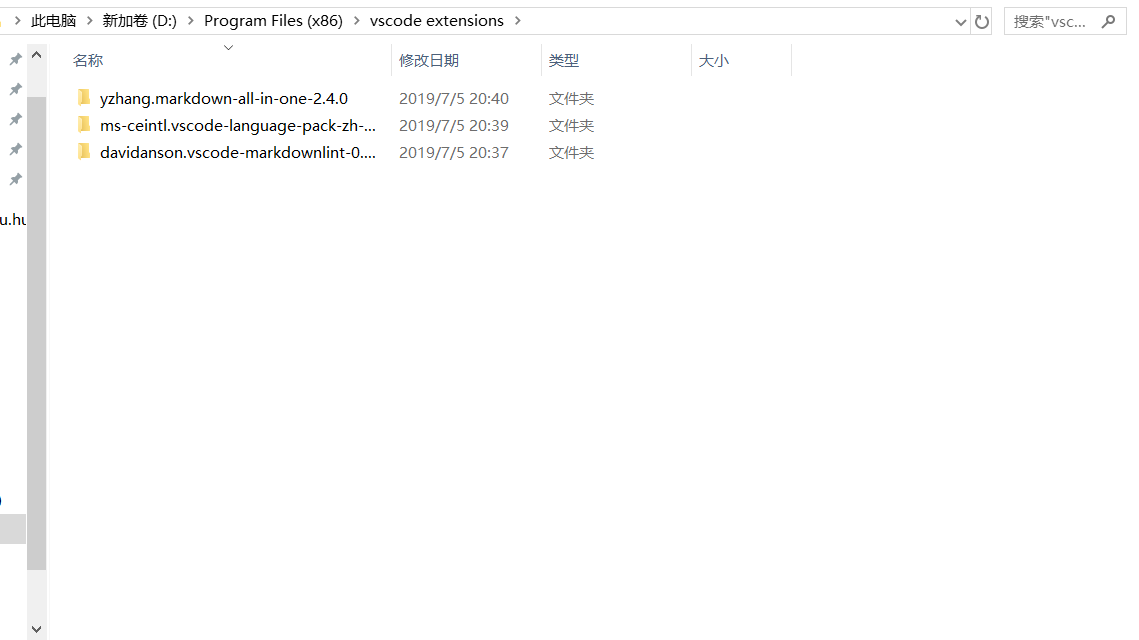 此电脑 > 新加卷 (D:) > Program Files (x86) > vscode extensions >
搜索"vsc...
名称 修改日期 类型 大小
yzhang.markdown-all-in-one-2.4.0 2019/7/5 20:40 文件夹
ms-ceintl.vscode-language-pack-zh-... 2019/7/5 20:39 文件夹
davidanson.vscode-markdownlint-0.... 2019/7/5 20:37 文件夹
u.hu